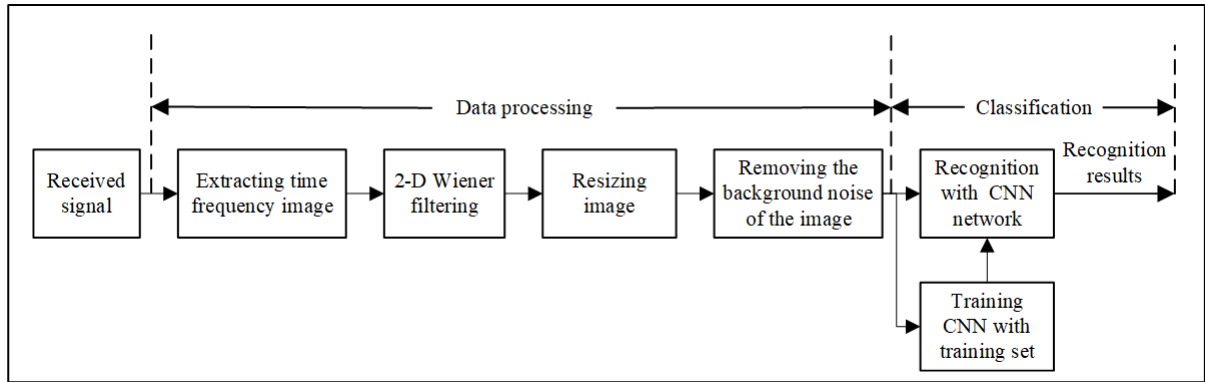 Data processing
Classification
Received
signal
Extracting time
frequency image
2-D Wiener
filtering
Resizing
image
Removing the
background noise
of the image
Recognition
with CNN
network
Recognition
results
Training
CNN with
training set